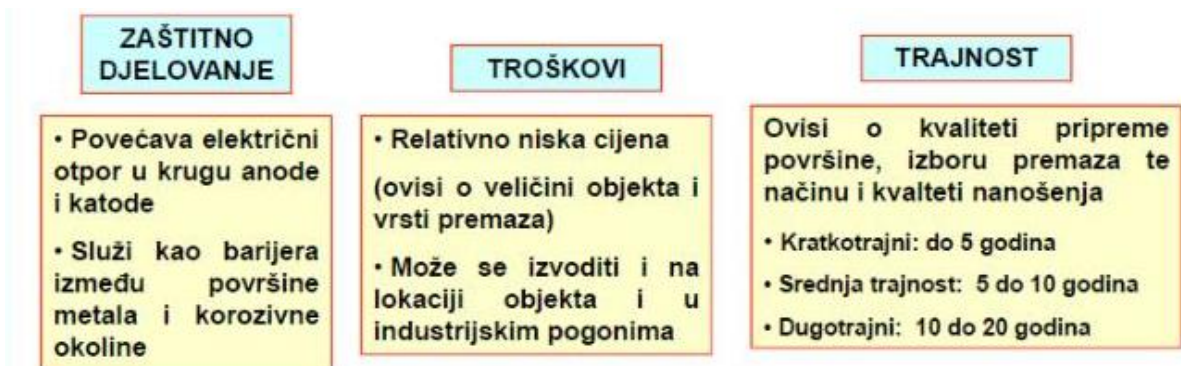 ZAŠTITNO
DJELOVANJE
• Povećava električni
otpor u krugu anode
i katode
• Služi kao barijera
između površine
metala i korozivne
okoline
TROŠKOVI
• Relativno niska cijena
(ovisi o veličini objekta i
vrsti premaza)
• Može se izvoditi i na
lokaciji objekta i u
industrijskim pogonima
TRAJNOST
Ovisi o kvaliteti pripreme
površine, izboru premaza te
načinu i kvalteti nanošenja
• Kratkotrajni: do 5 godina
• Srednja trajnost: 5 do 10 godina
• Dugotrajni: 10 do 20 godina